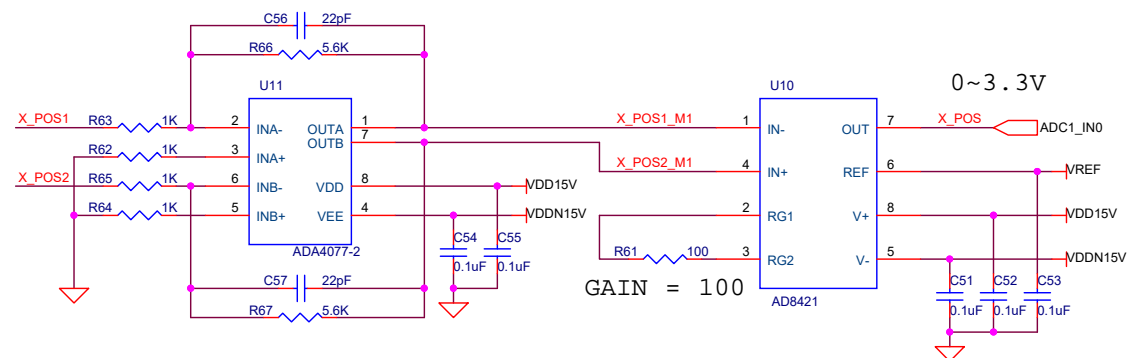 C56 22pF
R66 5.6K
U11
X_POS1 R63 1K 2 INA- OUTA 1
OUTB 7
R62 1K 3 INA+
X_POS2 R65 1K 6 INB- VDD 8 VDD15V
R64 1K 5 INB+ VEE 4 VDDN15V
ADA4077-2
C54 0.1uF
C55 0.1uF
C57 22pF
R67 5.6K
U10
0~3.3V
X_POS1_M1 1 IN- OUT 7 X_POS ADC1_IN0
X_POS2_M1 4 IN+ REF 6 VREF
2 RG1 V+ 8 VDD15V
R61 100 3 RG2 V- 5 VDDN15V
GAIN = 100
AD8421
C51 C52 C53
0.1uF 0.1uF 0.1uF